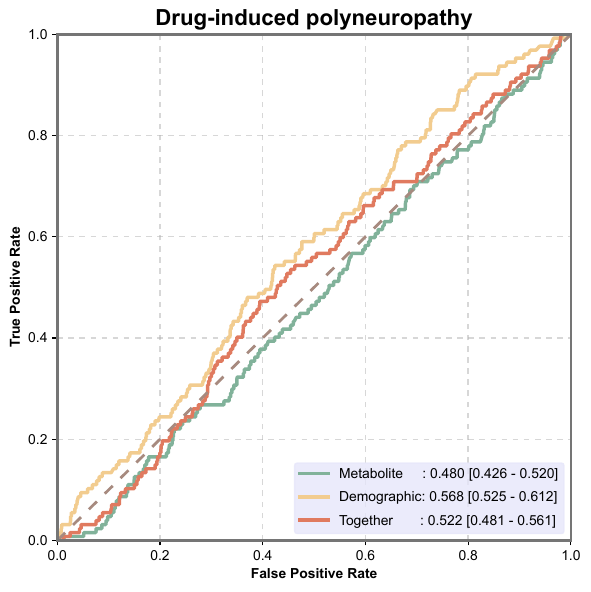 Drug-induced polyneuropathy
1.0
0.8
0.6
0.4
0.2
0.0
True Positive Rate
Metabolite : 0.480 [0.426 - 0.520]
Demographic: 0.568 [0.525 - 0.612]
Together : 0.522 [0.481 - 0.561]
0.0 0.2 0.4 0.6 0.8 1.0
False Positive Rate